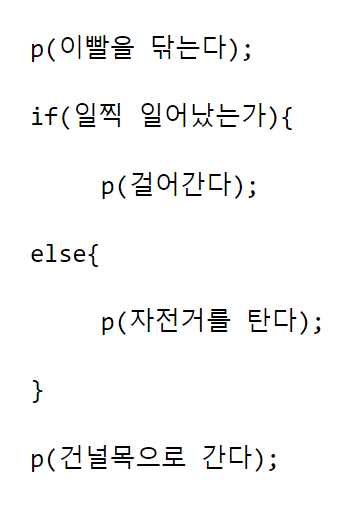 p(이빨을 닦는다);
if(일찍 일어났는가){
p(걸어간다);
else{
p(자전거를 탄다);
}
p(건널목으로 간다);